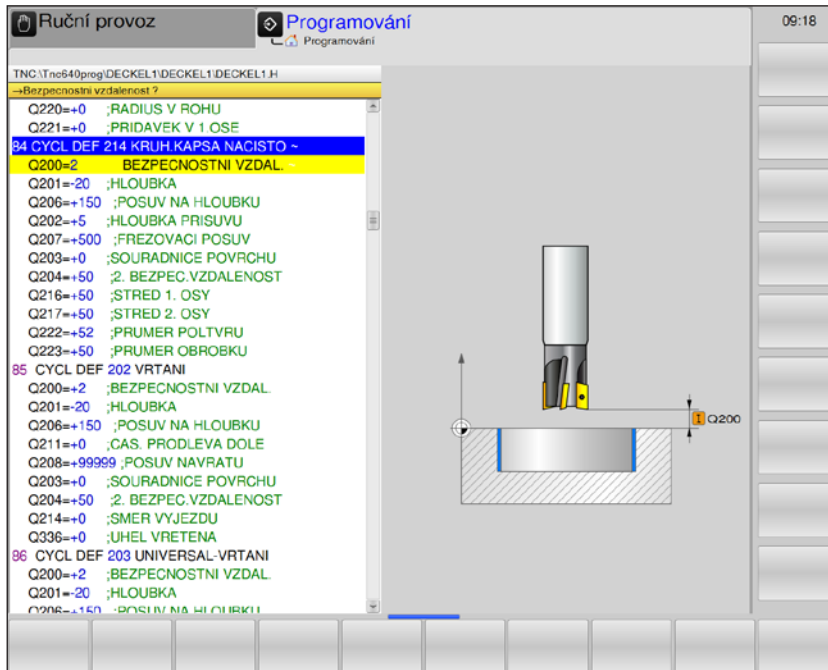 Ruční provoz
Programování
Programování
09:18
TNC:\Tnc640prog\DECKEL1\DECKEL1\DECKEL1.H
→Bezpecnostni vzdalenost ?
Q220=+0 ;RADIUS V ROHU
Q221=+0 ;PRIDAVEK V 1.OSE
84 CYCL DEF 214 KRUH.KAPSA NACISTO ~
Q200=2 BEZPECNOSTNI VZDAL. ~
Q201=-20 ;HLOUBKA
Q206=+150 ;POSUV NA HLOUBKU
Q202=+5 ;HLOUBKA PRISUVU
Q207=+500 ;FREZOVACI POSUV
Q203=+0 ;SOURADNICE POVRCHU
Q204=+50 ;2. BEZPEC.VZDALENOST
Q216=+50 ;STRED 1. OSY
Q217=+50 ;STRED 2. OSY
Q222=+52 ;PRUMER POLTVRU
Q223=+50 ;PRUMER OBROBKU
85 CYCL DEF 202 VRTANI
Q200=+2 ;BEZPECNOSTNI VZDAL.
Q201=-20 ;HLOUBKA
Q206=+150 ;POSUV NA HLOUBKU
Q211=+0 ;CAS. PRODLEVA DOLE
Q208=+99999 ;POSUV NAVRATU
Q203=+0 ;SOURADNICE POVRCHU
Q204=+50 ;2. BEZPEC.VZDALENOST
Q214=+0 ;SMER VYJEZDU
Q336=+0 ;UHEL VRETENA
86 CYCL DEF 203 UNIVERSAL-VRTANI
Q200=+2 ;BEZPECNOSTNI VZDAL.
Q201=-20 ;HLOUBKA
Q206=+150 ;POSUV NA HLOUBKU
I Q200